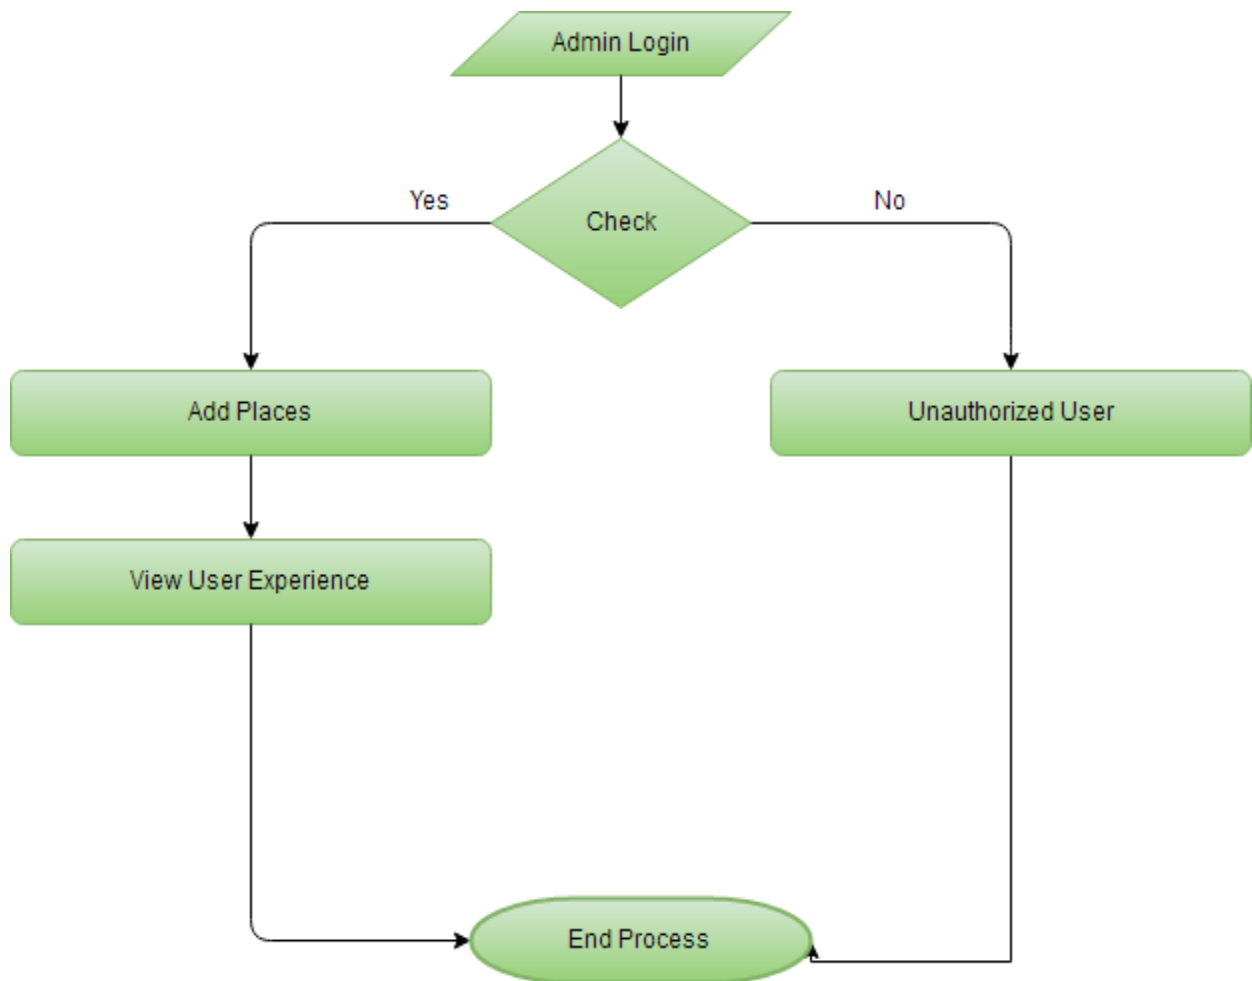 Admin Login
Yes
No
Check
Add Places
Unauthorized User
View User Experience
End Process